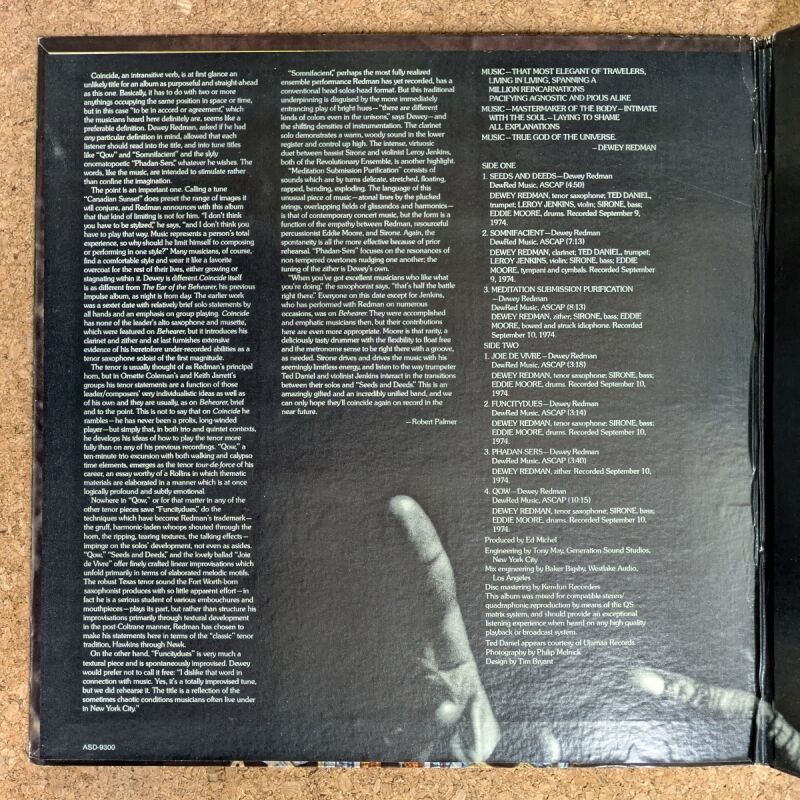 Coincide, an intransitive verb, is at first glance an
unlikely title for an album as purposeful and straight-ahead
as this one. Basically, it has to do with two or more
anythings occupying the same position in space or time,
but in this case "to be in accord or agreement," which
the musicians heard here definitely are, seems like a
preferable definition. Dewey Redman, asked if he had
any particular definition in mind, allowed that each
listener should read into the title, and into tune titles
like "Qow" and "Somnifacient" and the slyly
onomatopoetic "Phadan-Sers," whatever he wishes. The
words, like the music, are intended to stimulate rather
than confine the imagination.
The point is an important one. Calling a tune
"Canadian Sunset" does preset the range of images it
will conjure, and Redman announces with this album
that that kind of limiting is not for him. "I don't think
you have to be stylized," he says, "and I don't think you
have to play that way. Music represents a person's total
experience, so why should he limit himself to composing
or performing in one style?" Many musicians, of course,
find a comfortable style and wear it like a favorite
overcoat for the rest of their lives, either growing or
stagnating within it. Dewey is different. Coincide itself
is as different from The Ear of the Behearer, his previous
Impulse album, as night is from day. The earlier work
was a sextet date with relatively brief solo statements by
all hands and an emphasis on group playing. Coincide
has none of the leader's alto saxophone and musette,
which were featured on Behearer, but it introduces his
clarinet and zither and at last furnishes extensive
evidence of his heretofore under-recorded abilities as a
tenor saxophone soloist of the first magnitude.
The tenor is usually thought of as Redman's principal
horn, but in Ornette Coleman's and Keith Jarrett's
groups his tenor statements are a function of those
leader/composers' very individualistic ideas as well as
of his own and they are usually, as on Behearer, brief
and to the point. This is not to say that on Coincide he
rambles—he has never been a prolix, long-winded
player—but simply that, in both trio and quintet contexts,
he develops his ideas of how to play the tenor more
fully than on any of his previous recordings. "Qow," a
ten-minute trio excursion with both walking and calypso
time elements, emerges as the tenor tour-de-force of his
career, an essay worthy of a Rollins in which thematic
materials are elaborated in a manner which is at once
logically profound and subtly emotional.
Nowhere in "Qow," or for that matter in any of the
other tenor pieces save "Funcitydues," do the
techniques which have become Redman's trademark—
the gruff, harmonic-laden whoops shouted through the
horn, the ripping, tearing textures, the talking effects—
impinge on the solos' development, not even as asides.
"Qow," "Seeds and Deeds," and the lovely ballad "Joie
de Vivre" offer finely crafted linear improvisations which
unfold primarily in terms of elaborated melodic motifs.
The robust Texas tenor sound the Fort Worth-born
saxophonist produces with so little apparent effort—in
fact he is a serious student of various embouchures and
mouthpieces—plays its part, but rather than structure his
improvisations primarily through textural development
in the post-Coltrane manner, Redman has chosen to
make his statements here in terms of the "classic" tenor
tradition, Hawkins through Newk.
On the other hand, "Funcitydues" is very much a
textural piece and is spontaneously improvised. Dewey
would prefer not to call it free: "I dislike that word in
connection with music. Yes, it's a totally improvised tune,
but we did rehearse it. The title is a reflection of the
sometimes chaotic conditions musicians often live under
in New York City."
ASD-9300
"Somnifacient," perhaps the most fully realized
ensemble performance Redman has yet recorded, has a
conventional head-solos-head format. But this traditional
underpinning is disguised by the more immediately
entrancing play of bright hues—"there are different
kinds of colors even in the unisons," says Dewey—and
the shifting densities of instrumentation. The clarinet
solo demonstrates a warm, woody sound in the lower
register and control up high. The intense, virtuosic
duet between bassist Sirone and violinist Leroy Jenkins,
both of the Revolutionary Ensemble, is another highlight.
"Meditation Submission Purification" consists of
sounds which are by turns delicate, stretched, floating,
rapped, bending, exploding. The language of this
unusual piece of music—atonal lines by the plucked
strings, overlapping fields of glissandos and harmonics—
is that of contemporary concert music, but the form is a
function of the empathy between Redman, resourceful
percussionist Eddie Moore, and Sirone. Again, the
spontaneity is all the more effective because of prior
rehearsal. "Phadan-Sers" focuses on the resonances of
non-tempered overtones nudging one another; the
tuning of the zither is Dewey's own.
"When you've got excellent musicians who like what
you're doing," the saxophonist says, "that's half the battle
right there." Everyone on this date except for Jenkins,
who has performed with Redman on numerous
occasions, was on Behearer. They were accomplished
and emphatic musicians then, but their contributions
here are even more appropriate. Moore is that rarity, a
deliciously tasty drummer with the flexibility to float free
and the metronome sense to be right there with a groove,
as needed. Sirone drives and drives the music with his
seemingly limitless energy, and listen to the way trumpeter
Ted Daniel and violinist Jenkins interact in the transitions
between their solos and "Seeds and Deeds." This is an
amazingly gifted and an incredibly unified band, and we
can only hope they'll coincide again on record in the
near future.
—Robert Palmer
MUSIC—THAT MOST ELEGANT OF TRAVELERS,
LIVING IN LIVING, SPANNING A
MILLION REINCARNATIONS
PACIFYING AGNOSTIC AND PIOUS ALIKE
MUSIC—MASTERMAKER OF THE BODY—INTIMATE
WITH THE SOUL—LAYING TO SHAME
ALL EXPLANATIONS
MUSIC—TRUE GOD OF THE UNIVERSE.
—DEWEY REDMAN
SIDE ONE
1. SEEDS AND DEEDS—Dewey Redman
DewRed Music, ASCAP (4:50)
DEWEY REDMAN, tenor saxophone; TED DANIEL,
trumpet; LEROY JENKINS, violin; SIRONE, bass;
EDDIE MOORE, drums. Recorded September 9,
1974.
2. SOMNIFACIENT—Dewey Redman
DewRed Music, ASCAP (7:13)
DEWEY REDMAN, clarinet; TED DANIEL, trumpet;
LEROY JENKINS, violin; SIRONE, bass; EDDIE
MOORE, tympani and cymbals. Recorded September
9, 1974.
3. MEDITATION SUBMISSION PURIFICATION
—Dewey Redman
DewRed Music, ASCAP (8:13)
DEWEY REDMAN, zither; SIRONE, bass; EDDIE
MOORE, bowed and struck idiophone. Recorded
September 10, 1974.
SIDE TWO
1. JOIE DE VIVRE—Dewey Redman
DewRed Music, ASCAP (3:18)
DEWEY REDMAN, tenor saxophone; SIRONE, bass;
EDDIE MOORE, drums. Recorded September 10,
1974.
2. FUNCITYDUES—Dewey Redman
DewRed Music, ASCAP (3:14)
DEWEY REDMAN, tenor saxophone; SIRONE, bass;
EDDIE MOORE, drums. Recorded September 10,
1974.
3. PHADAN SERS—Dewey Redman
DewRed Music, ASCAP (3:40)
DEWEY REDMAN, zither. Recorded September 10,
1974.
4. QOW—Dewey Redman
DewRed Music, ASCAP (10:15)
DEWEY REDMAN, tenor saxophone; SIRONE, bass;
EDDIE MOORE, drums. Recorded September 10,
1974.
Produced by Ed Michel
Engineering by Tony May, Generation Sound Studios,
New York City
Mix engineering by Baker Bigsby, Westlake Audio,
Los Angeles
Disc mastering by Kendun Recorders
This album was mixed for compatible stereo/
quadraphonic reproduction by means of the QS
matrix system, and should provide an exceptional
listening experience when heard on any high quality
playback or broadcast system.
Ted Daniel appears courtesy of Ujamaa Records
Photography by Philip Melnick
Design by Tim Bryant